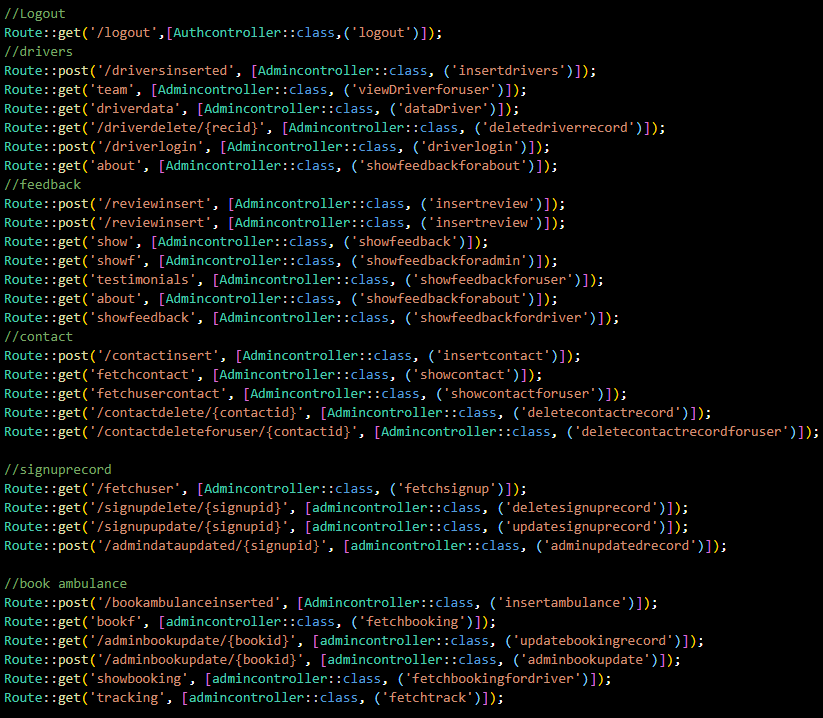 //Logout
Route::get('/logout',[Authcontroller::class,('logout')]);
//drivers
Route::post('/driversinserted', [Admincontroller::class, ('insertdrivers')]);
Route::get('team', [Admincontroller::class, ('viewDriverforuser')]);
Route::get('driverdata', [Admincontroller::class, ('dataDriver')]);
Route::get('/driverdelete/{recid}', [Admincontroller::class, ('deletedriverrecord')]);
Route::post('/driverlogin', [Admincontroller::class, ('driverlogin')]);
Route::get('about', [Admincontroller::class, ('showfeedbackforabout')]);
//feedback
Route::post('/reviewinsert', [Admincontroller::class, ('insertreview')]);
Route::post('/reviewinsert', [Admincontroller::class, ('insertreview')]);
Route::get('show', [Admincontroller::class, ('showfeedback')]);
Route::get('showf', [Admincontroller::class, ('showfeedbackforadmin')]);
Route::get('testimonials', [Admincontroller::class, ('showfeedbackforuser')]);
Route::get('about', [Admincontroller::class, ('showfeedbackforabout')]);
Route::get('showfeedback', [Admincontroller::class, ('showfeedbackfordriver')]);
//contact
Route::post('/contactinsert', [Admincontroller::class, ('insertcontact')]);
Route::get('fetchcontact', [Admincontroller::class, ('showcontact')]);
Route::get('fetchusercontact', [Admincontroller::class, ('showcontactforuser')]);
Route::get('/contactdelete/{contactid}', [Admincontroller::class, ('deletecontactrecord')]);
Route::get('/contactdeleteforuser/{contactid}', [Admincontroller::class, ('deletecontactrecordforuser')]);

//signuprecord
Route::get('/fetchuser', [Admincontroller::class, ('fetchsignup')]);
Route::get('/signupdelete/{signupid}', [admincontroller::class, ('deletesignuprecord')]);
Route::get('/signupupdate/{signupid}', [admincontroller::class, ('updatesignuprecord')]);
Route::post('/admindataupdated/{signupid}', [admincontroller::class, ('adminupdatedrecord')]);

//book ambulance
Route::post('/bookambulanceinserted', [Admincontroller::class, ('insertambulance')]);
Route::get('bookf', [admincontroller::class, ('fetchbooking')]);
Route::get('/adminbookupdate/{bookid}', [admincontroller::class, ('updatebookingrecord')]);
Route::post('/adminbookupdate/{bookid}', [admincontroller::class, ('adminbookupdate')]);
Route::get('showbooking', [admincontroller::class, ('fetchbookingfordriver')]);
Route::get('tracking', [admincontroller::class, ('fetchtrack')]);